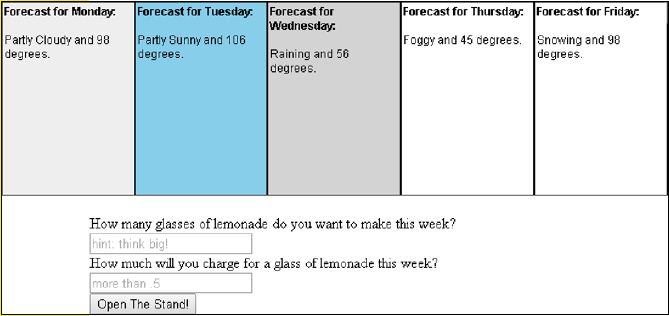 Forecast for Monday:
Partly Cloudy and 98
degrees.
Forecast for Tuesday:
Partly Sunny and 106
degrees.
Forecast for
Wednesday:
Raining and 56
degrees.
Forecast for Thursday:
Foggy and 45 degrees.
Forecast for Friday:
Snowing and 98
degrees.
How many glasses of lemonade do you want to make this week?
hint: think big!
How much will you charge for a glass of lemonade this week?
more than .5
Open The Stand!